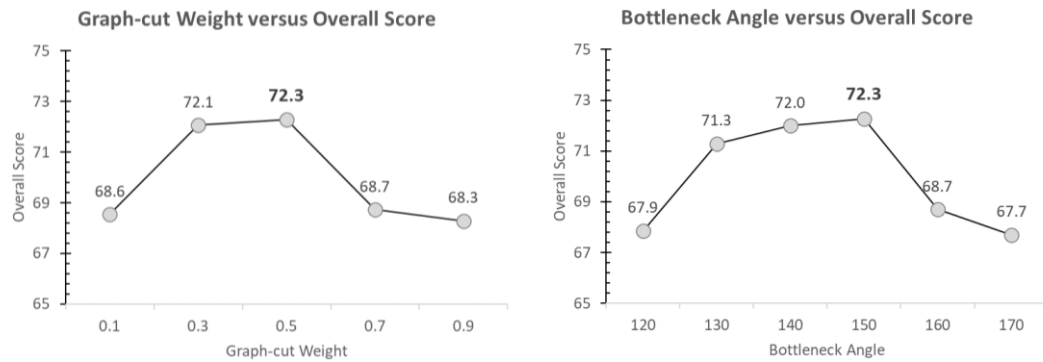 Graph-cut Weight versus Overall Score
75
73
71
69
67
65
Overall Score
68.6
72.1
72.3
68.7
68.3
0.1 0.3 0.5 0.7 0.9
Graph-cut Weight
Bottleneck Angle versus Overall Score
75
73
71
69
67
65
Overall Score
67.9
71.3
72.0
72.3
68.7
67.7
120 130 140 150 160 170
Bottleneck Angle